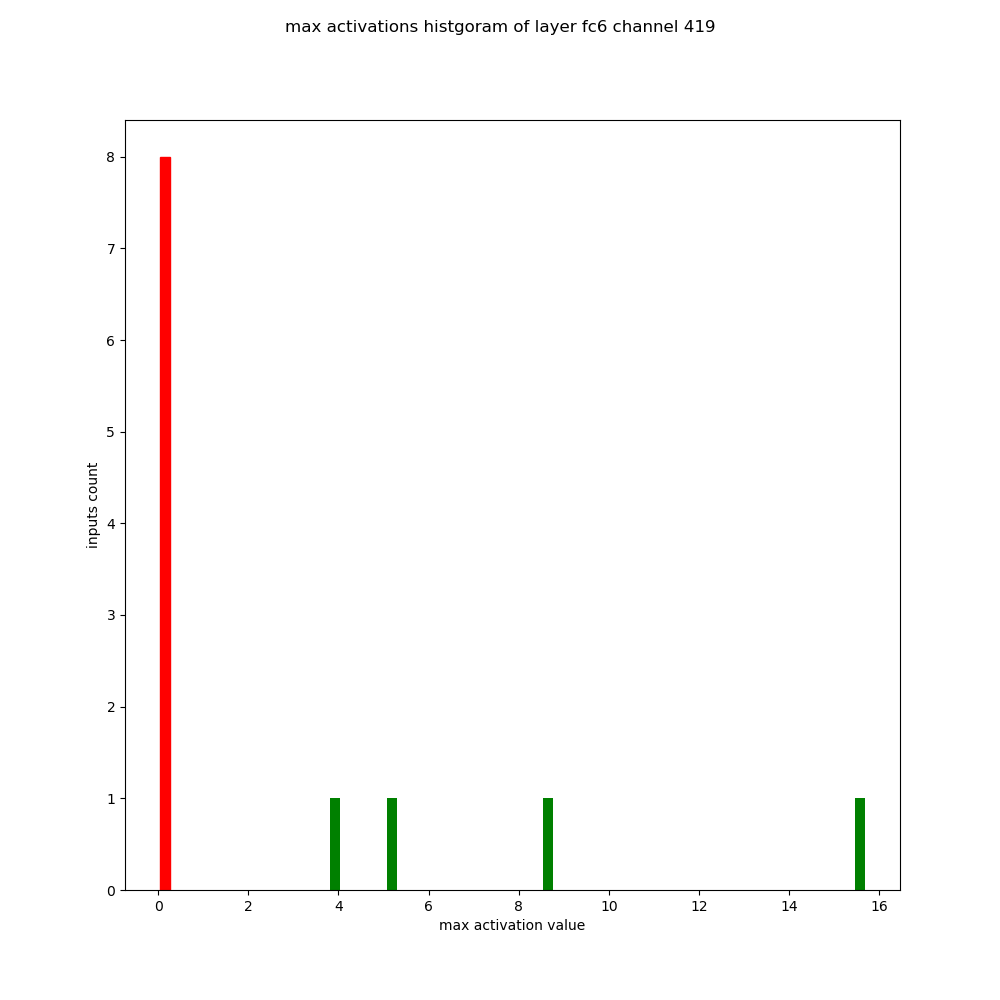 max activations histgoram of layer fc6 channel 419
8
7
6
5
4
3
2
1
0
inputs count
0 2 4 6 8 10 12 14 16
max activation value